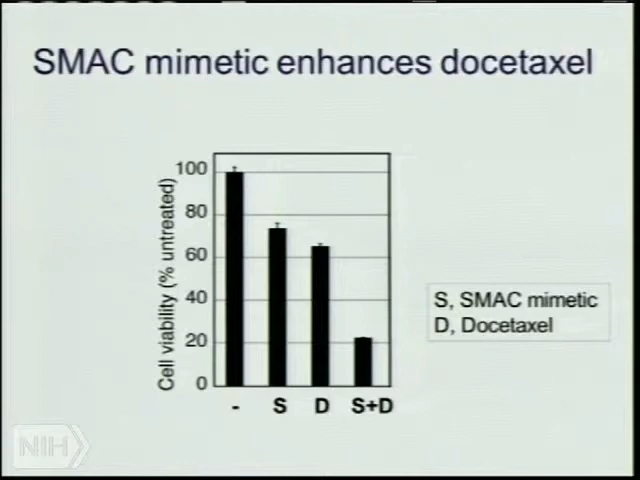 SMAC mimetic enhances docetaxel
Cell viability (% untreated)
100
80
60
40
20
0
- S D S+D
S, SMAC mimetic
D, Docetaxel
NIH